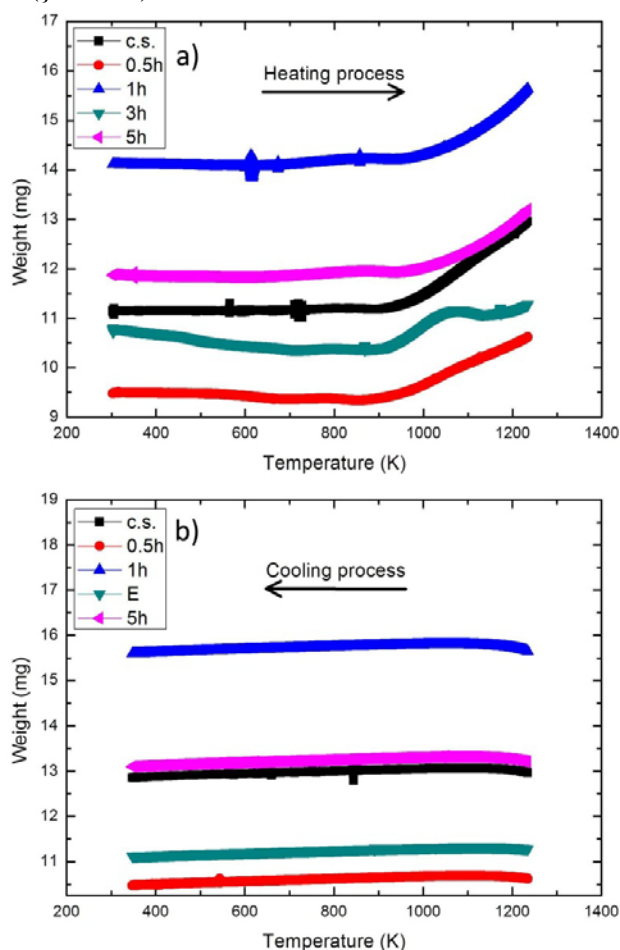 17
16
15
14
13
12
11
10
9
c.s.
0.5h
1h
3h
5h
a)
Heating process
Weight (mg)
200 400 600 800 1000 1200 1400
Temperature (K)
19
18
17
16
15
14
13
12
11
c.s.
0.5h
1h
E
5h
b)
Cooling process
Weight (mg)
200 400 600 800 1000 1200 1400
Temperature (K)